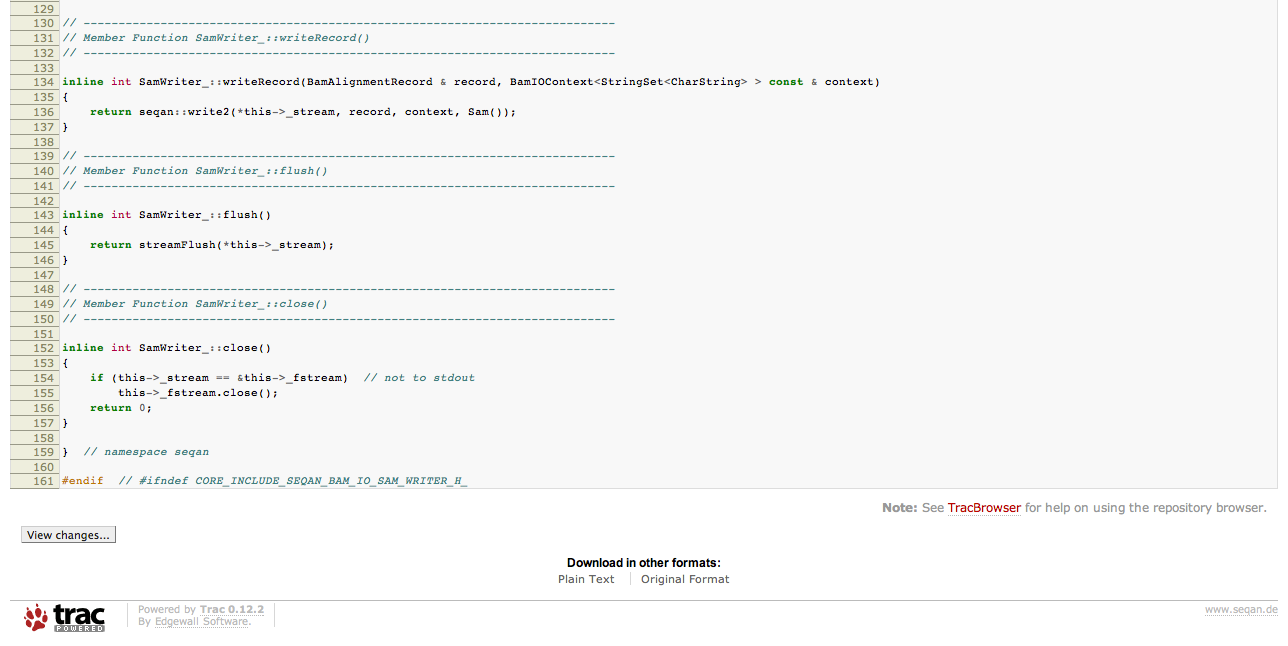 129
130 // ----------------------------------------------------------------------------
131 // Member Function SamWriter_::writeRecord()
132 // ----------------------------------------------------------------------------
133
134 inline int SamWriter_::writeRecord(BamAlignmentRecord & record, BamIOContext<StringSet<CharString> > const & context)
135 {
136     return seqan::write2(*this->_stream, record, context, Sam());
137 }
138
139 // ----------------------------------------------------------------------------
140 // Member Function SamWriter_::flush()
141 // ----------------------------------------------------------------------------
142
143 inline int SamWriter_::flush()
144 {
145     return streamFlush(*this->_stream);
146 }
147
148 // ----------------------------------------------------------------------------
149 // Member Function SamWriter_::close()
150 // ----------------------------------------------------------------------------
151
152 inline int SamWriter_::close()
153 {
154     if (this->_stream == &this->_fstream)  // not to stdout
155         this->_fstream.close();
156     return 0;
157 }
158
159 }  // namespace seqan
160
161 #endif  // #ifndef CORE_INCLUDE_SEQAN_BAM_IO_SAM_WRITER_H_
Note: See TracBrowser for help on using the repository browser.
View changes...
Download in other formats:
Plain Text Original Format
trac POWERED
Powered by Trac 0.12.2
By Edgewall Software.
www.seqan.de